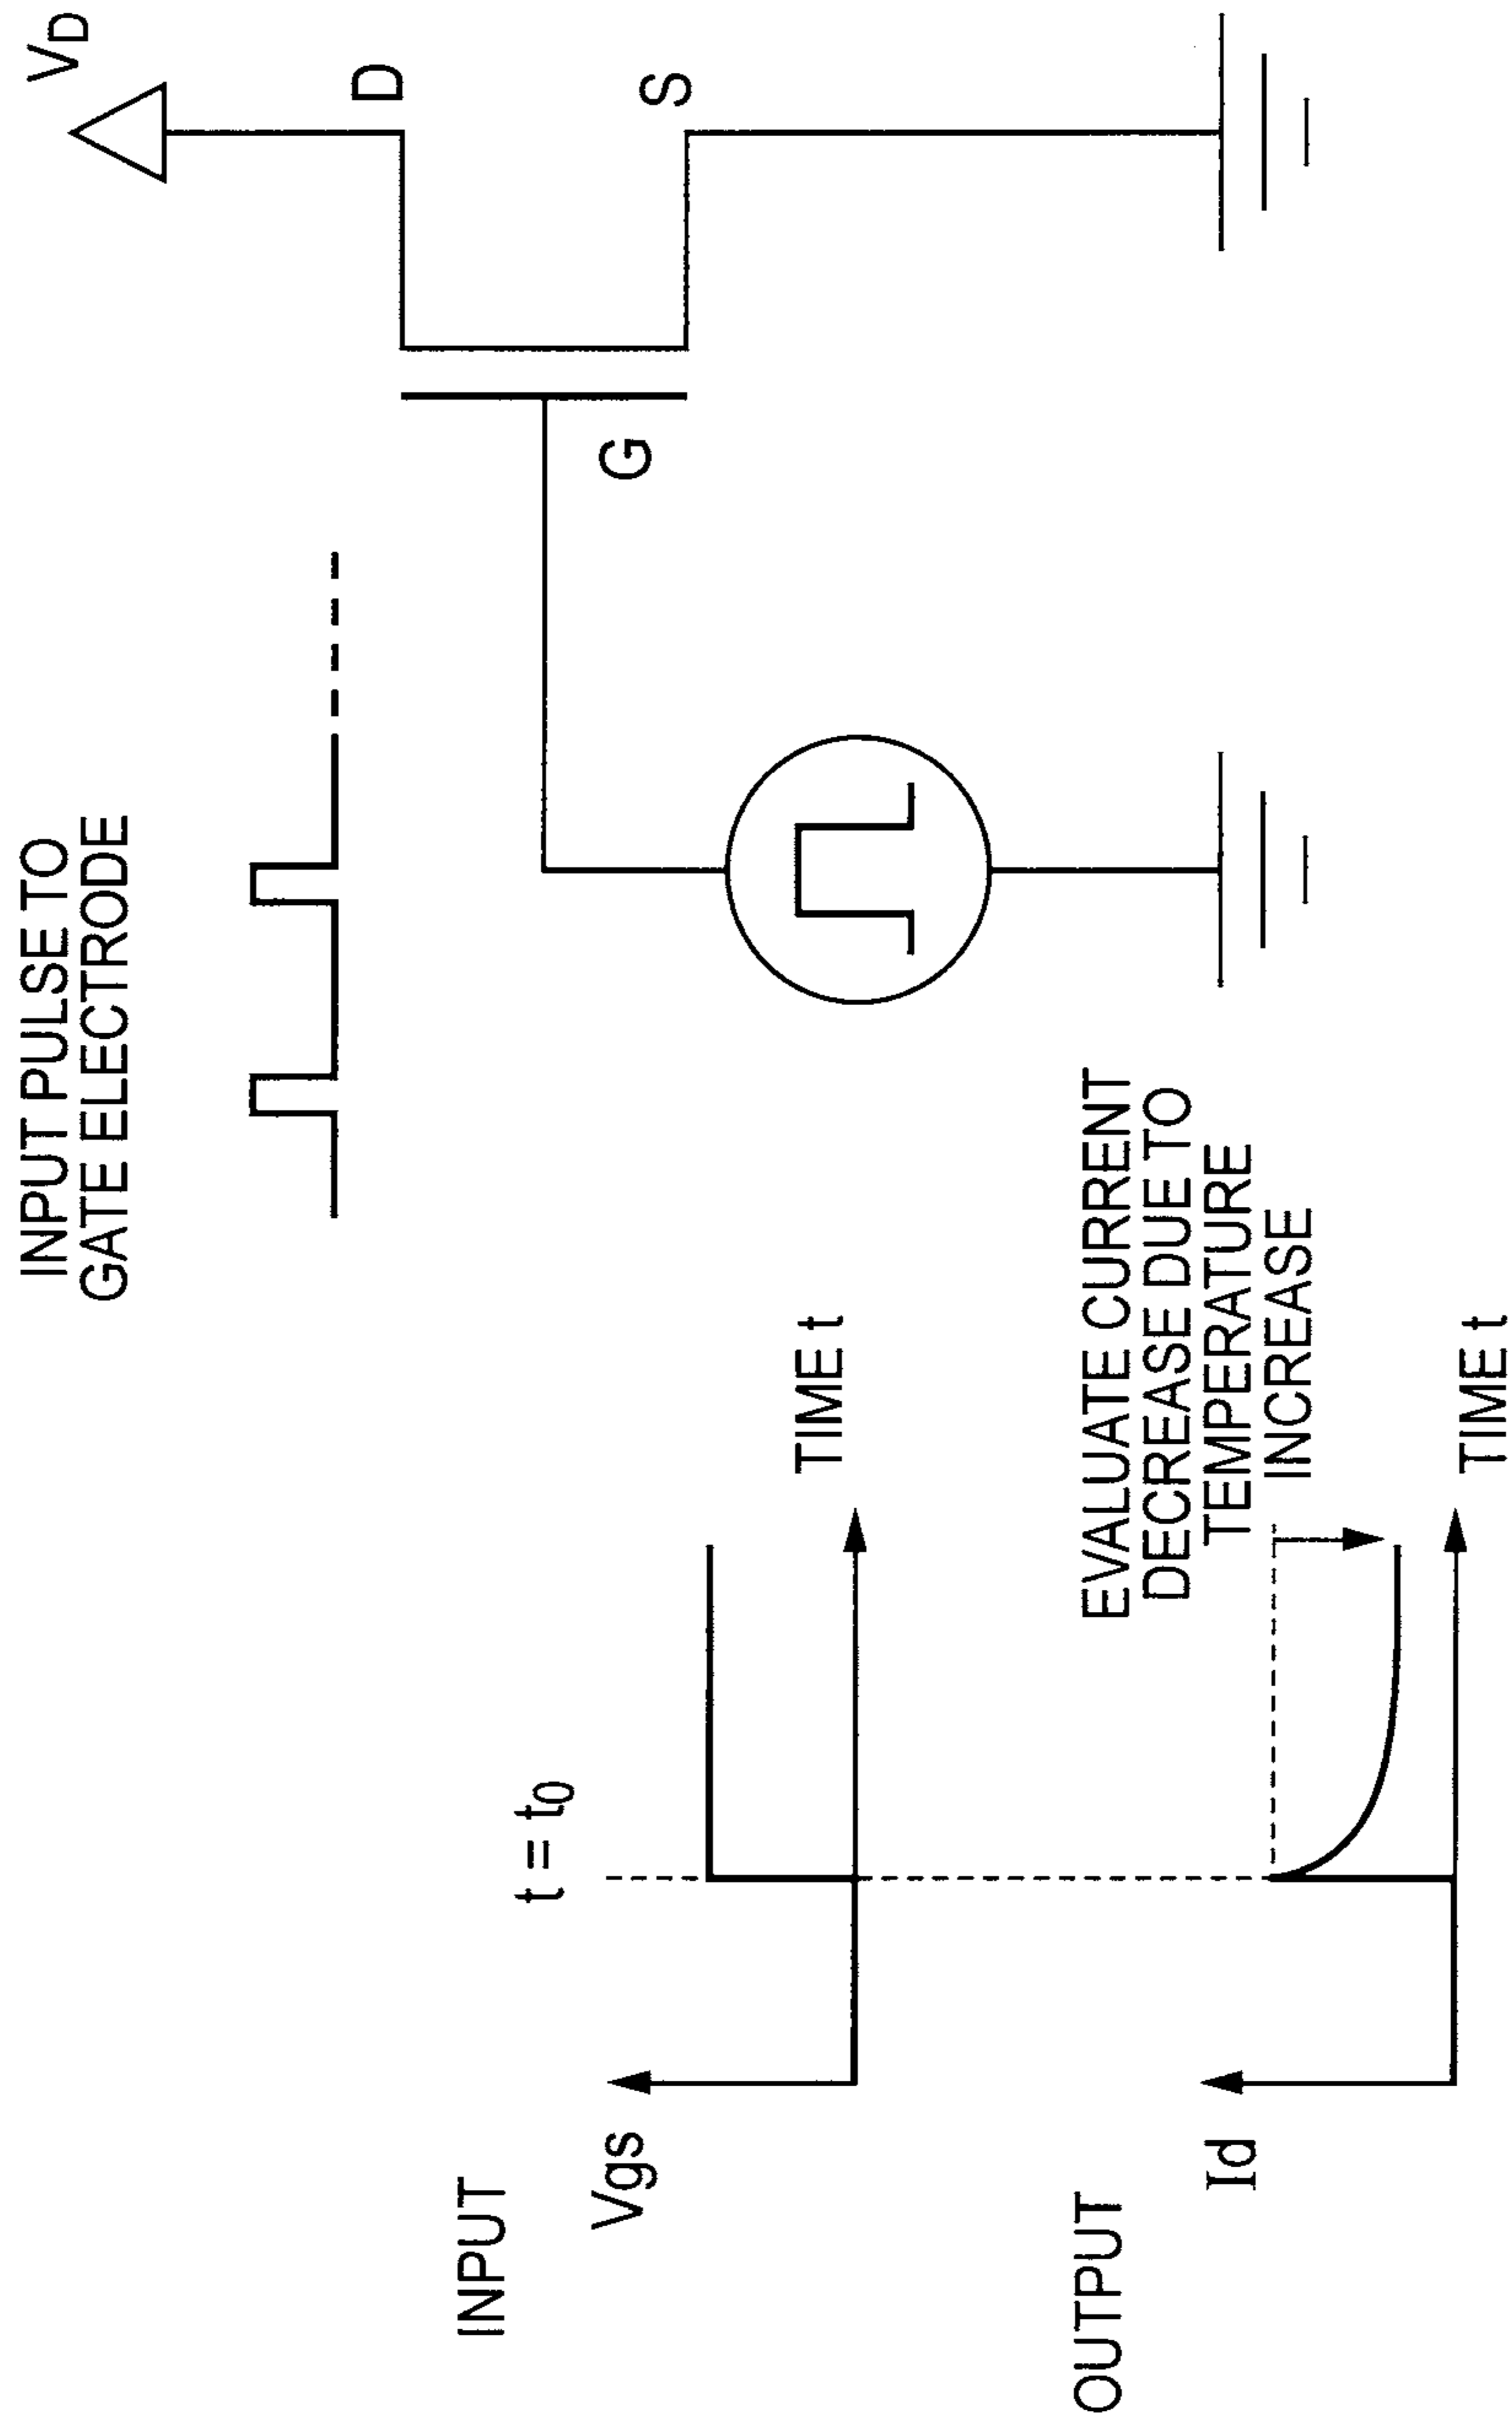 INPUT PULSE TO
GATE ELECTRODE
V_D
D
G
S
INPUT
Vgs
t = t_0
TIME t
OUTPUT
Id
EVALUATE CURRENT
DECREASE DUE TO
TEMPERATURE
INCREASE
TIME t